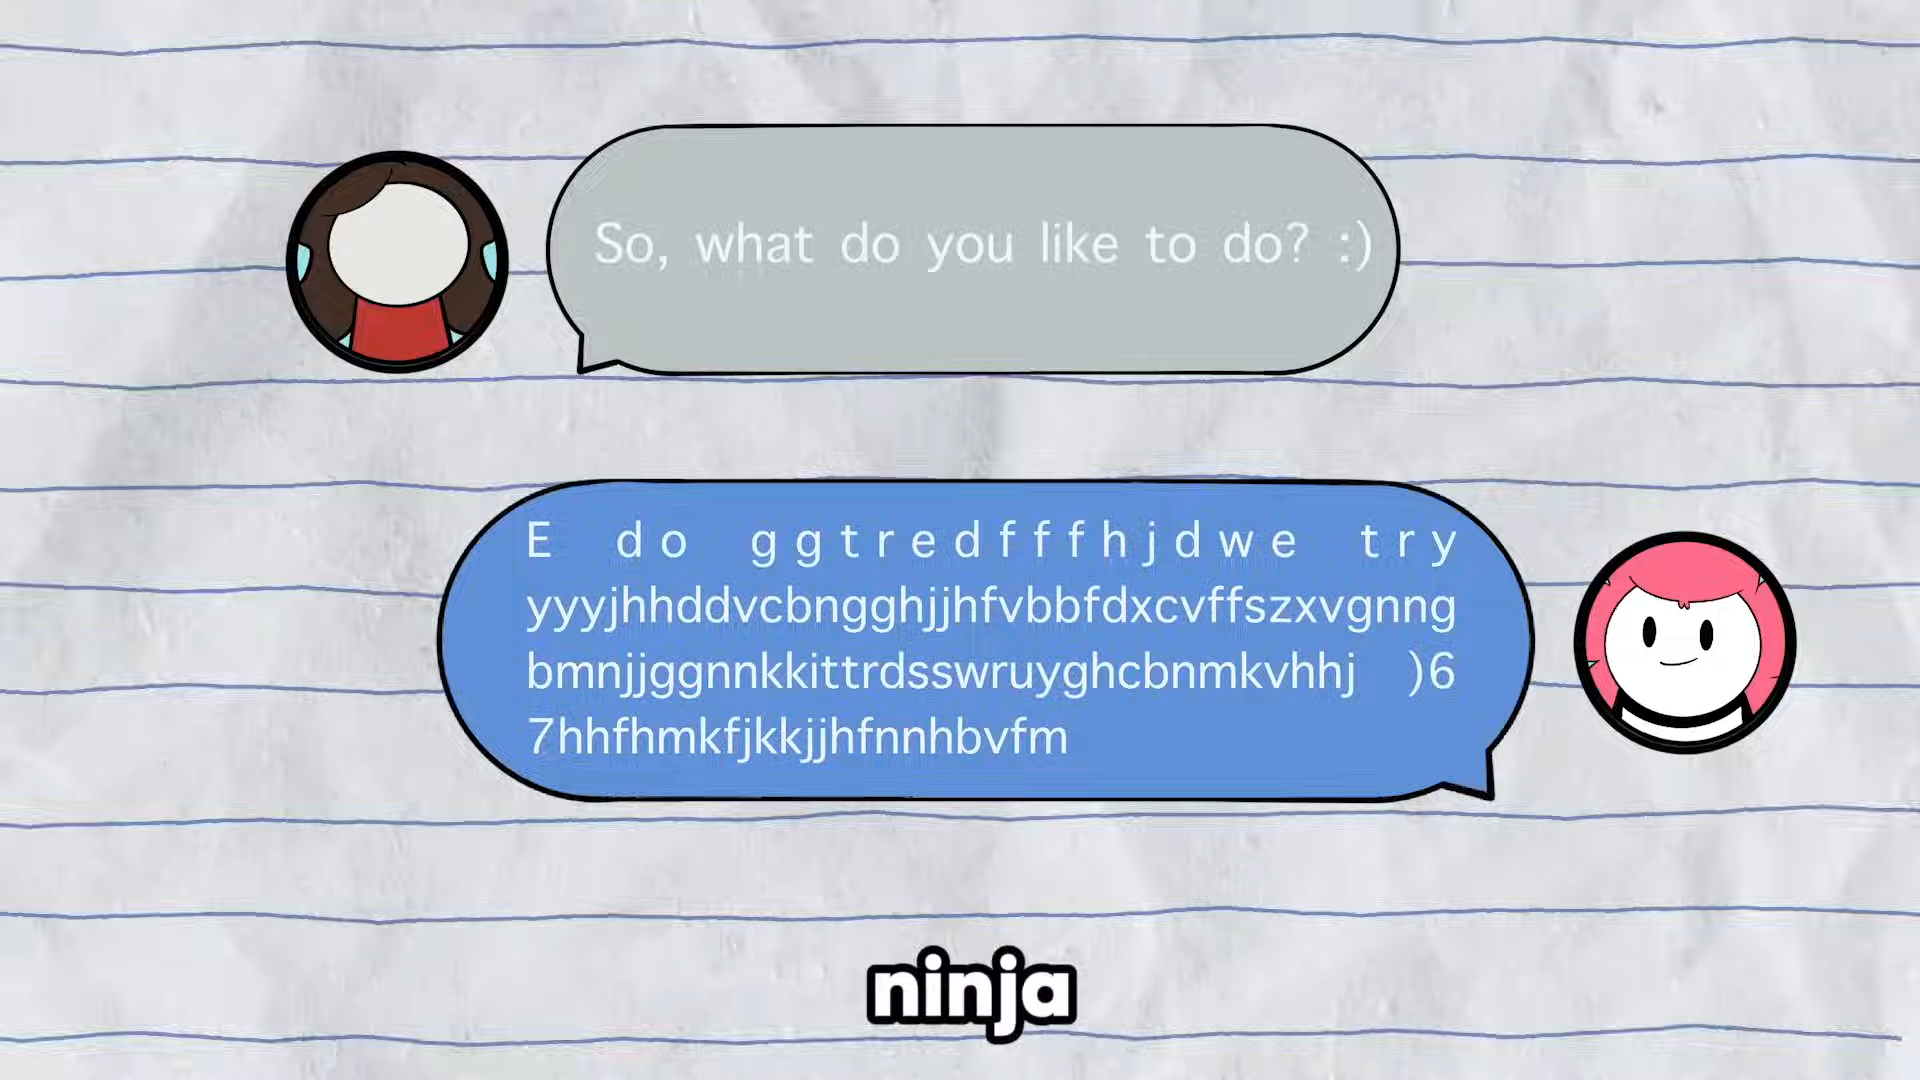 So, what do you like to do? :)
E do ggtredfffhjdwe try
yyyjhhddvcbngghjjhfvbbfdxcvffszxvgnng
bmnjjggnnkkittrdsswruyghcbnmkvhhj )6
7hhfhmkfjkkjjhfnnhbvfm
ninja